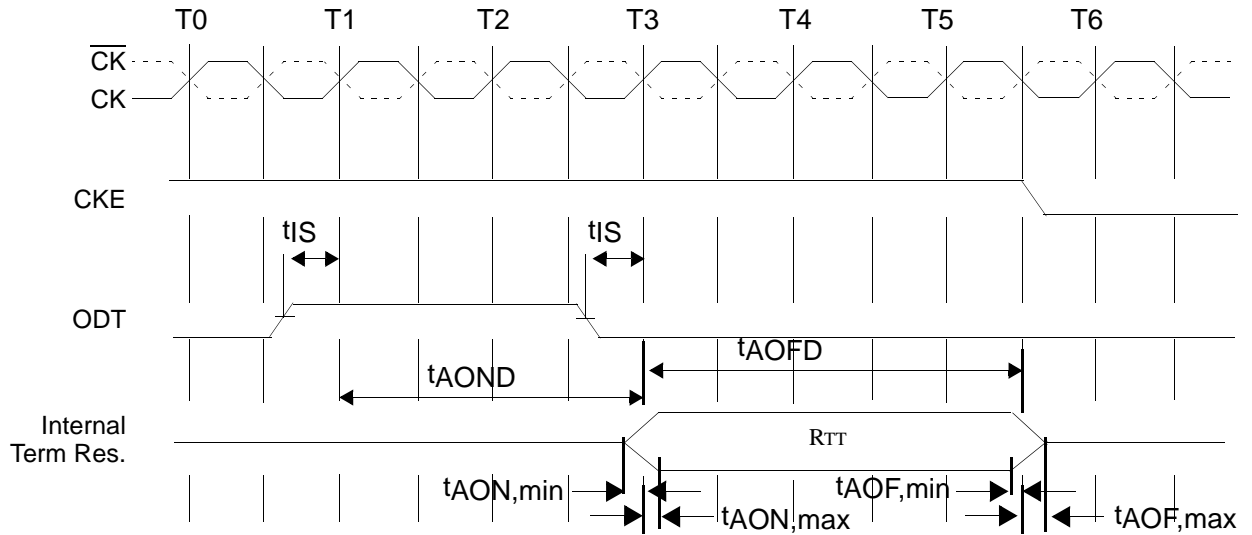 T0 T1 T2 T3 T4 T5 T6
CK
CK
CKE
tIS tIS
ODT
tAOFD
tAOND
Internal
Term Res.
RTT
tAON,min tAOF,min
tAON,max tAOF,max